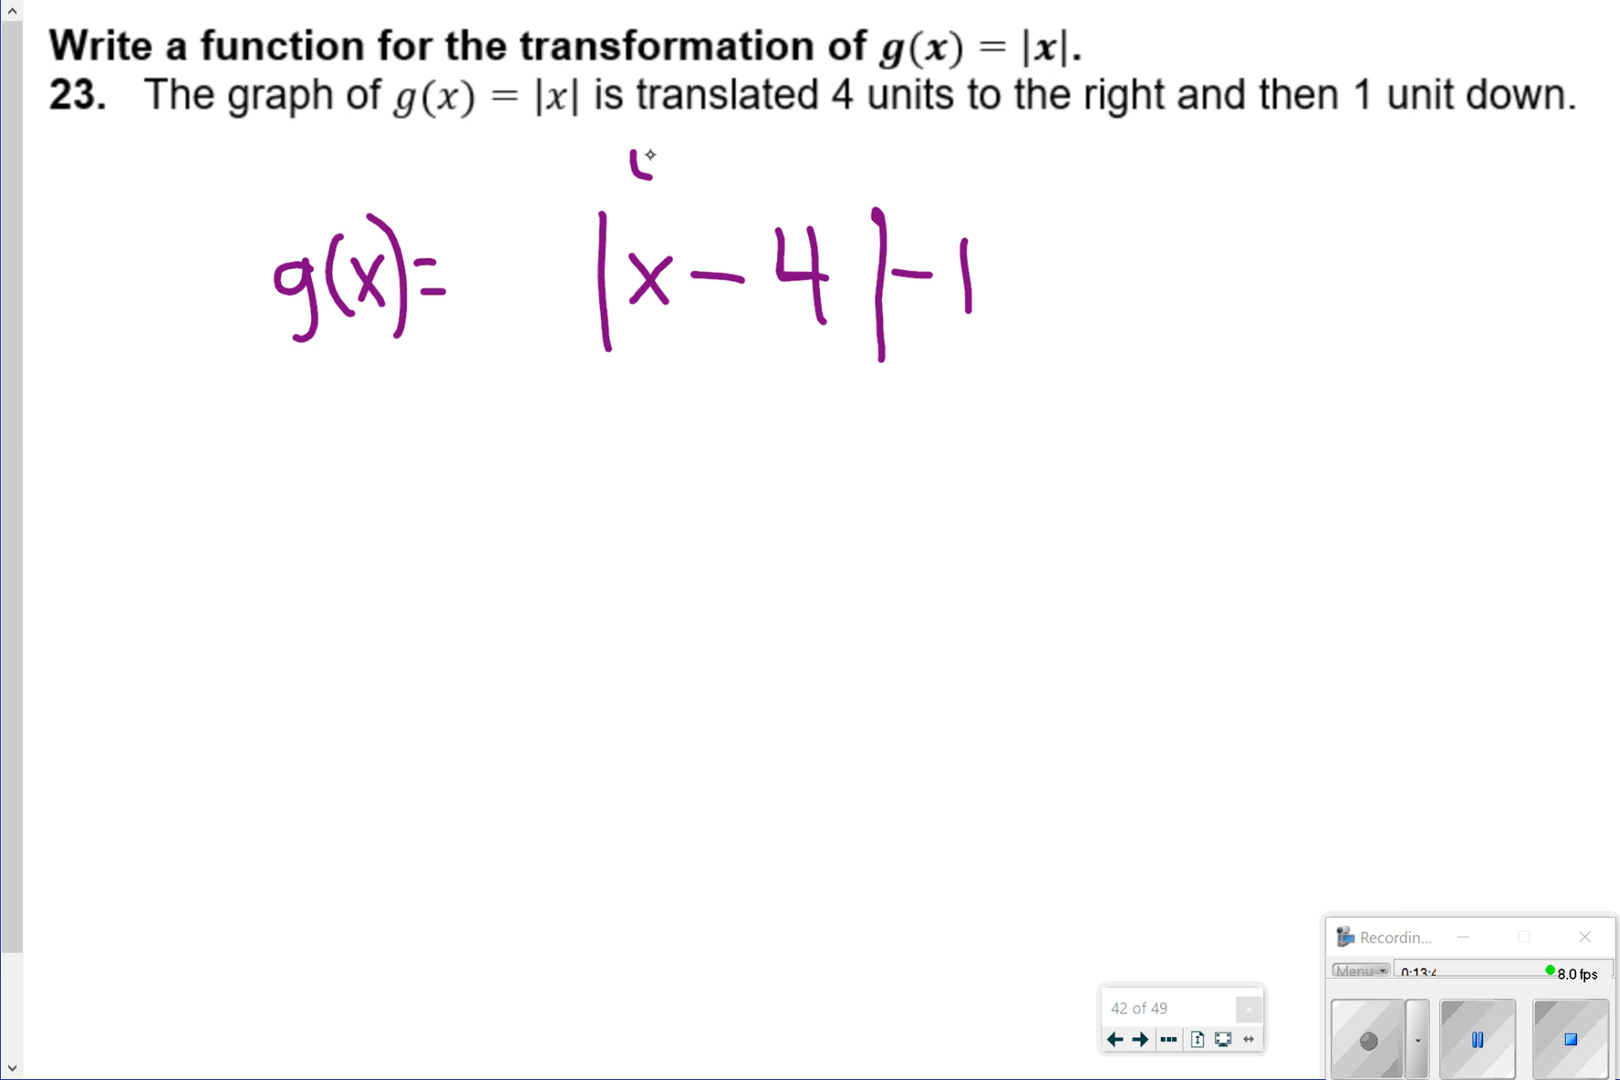 Write a function for the transformation of g(x) = |x|.
23. The graph of g(x) = |x| is translated 4 units to the right and then 1 unit down.
g(x)= |x-4|-1
Recordin...
Menu
8.0 fps
42 of 49